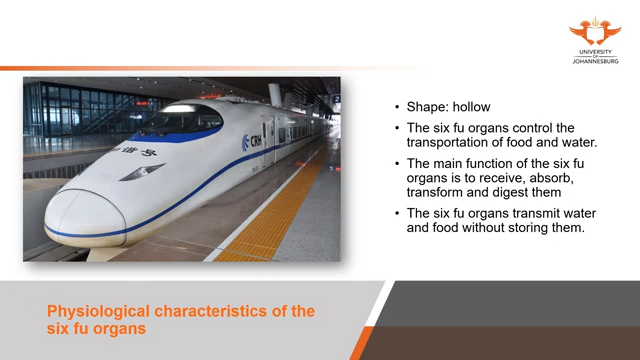 UNIVERSITY
OF
JOHANNESBURG
CRH
• Shape: hollow
• The six fu organs control the
transportation of food and water.
• The main function of the six fu
organs is to receive, absorb,
transform and digest them
• The six fu organs transmit water
and food without storing them.
Physiological characteristics of the
six fu organs